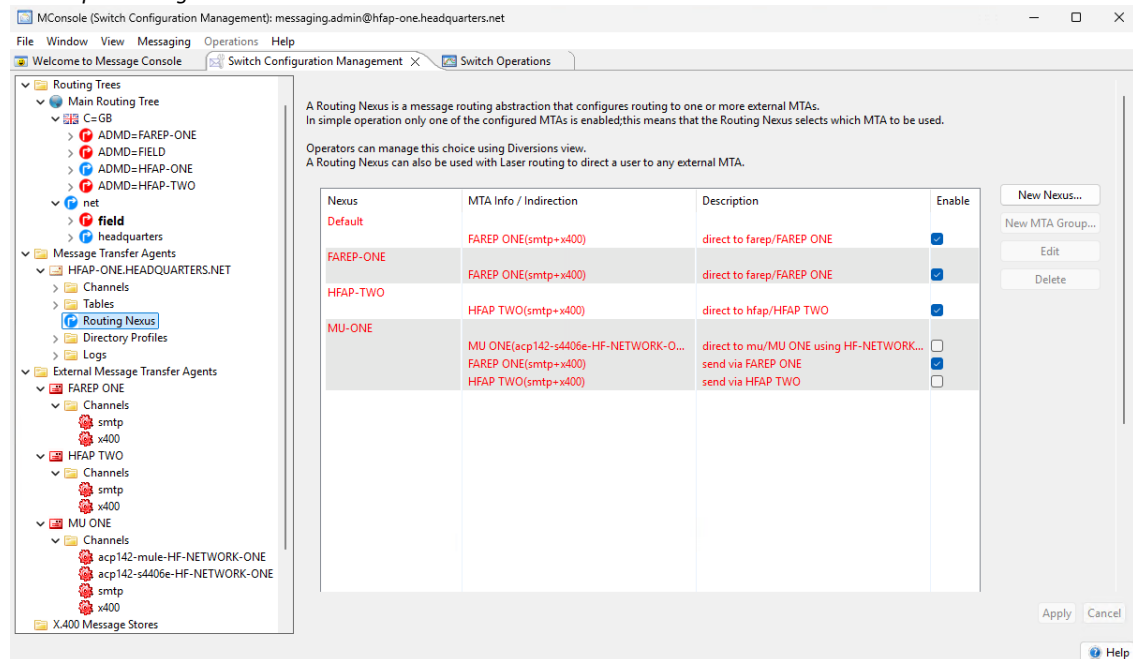 MConsole (Switch Configuration Management): messaging.admin@hfap-one.headquarters.net
File Window View Messaging Operations Help
Welcome to Message Console
Switch Configuration Management
Switch Operations
Routing Trees
Main Routing Tree
C=GB
ADMD=FAREP-ONE
ADMD=FIELD
ADMD=HFAP-ONE
ADMD=HFAP-TWO
net
field
headquarters
Message Transfer Agents
HFAP-ONE.HEADQUARTERS.NET
Channels
Tables
Routing Nexus
Directory Profiles
Logs
External Message Transfer Agents
FAREP ONE
Channels
smtp
x400
HFAP TWO
Channels
smtp
x400
MU ONE
Channels
acp142-mule-HF-NETWORK-ONE
acp142-s4406e-HF-NETWORK-ONE
smtp
x400
X.400 Message Stores
A Routing Nexus is a message routing abstraction that configures routing to one or more external MTAs.
In simple operation only one of the configured MTAs is enabled;this means that the Routing Nexus selects which MTA to be used.
Operators can manage this choice using Diversions view.
A Routing Nexus can also be used with Laser routing to direct a user to any external MTA.
Nexus MTA Info / Indirection Description Enable
Default
FAREP ONE(smtp+x400) direct to farep/FAREP ONE
FAREP-ONE
FAREP ONE(smtp+x400) direct to farep/FAREP ONE
HFAP-TWO
HFAP TWO(smtp+x400) direct to hfap/HFAP TWO
MU-ONE
MU ONE(acp142-s4406e-HF-NETWORK-O... direct to mu/MU ONE using HF-NETWORK...
FAREP ONE(smtp+x400) send via FAREP ONE
HFAP TWO(smtp+x400) send via HFAP TWO
New Nexus...
New MTA Group...
Edit
Delete
Apply Cancel
Help